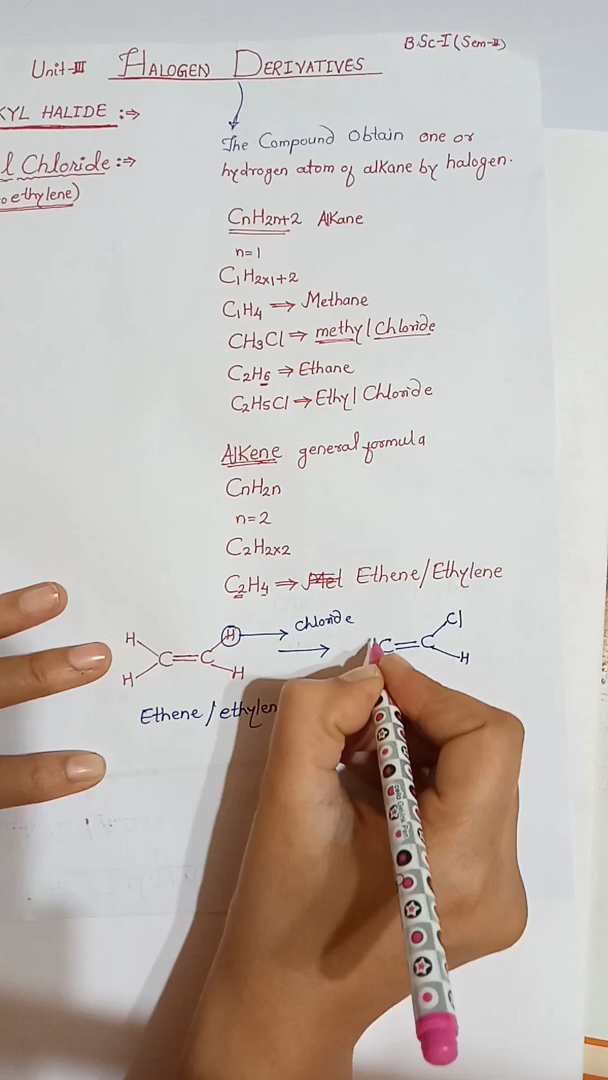 B.Sc-I (Sem-II)
Unit-III HALOGEN DERIVATIVES
KYL HALIDE :⇒
The Compound Obtain one or
l Chloride :⇒
hydrogen atom of alkane by halogen.
o ethylene)
CnH2n+2 Alkane
n=1
C1H2x1+2
C1H4 ⇒ Methane
CH3Cl ⇒ methyl Chloride
C2H6 ⇒ Ethane
C2H5Cl ⇒ Ethyl Chloride
Alkene general formula
CnH2n
n=2
C2H2x2
C2H4 ⇒ Ethene/Ethylene
H H → chloride Cl
C=C → C=C
H H H
Ethene/ethylen